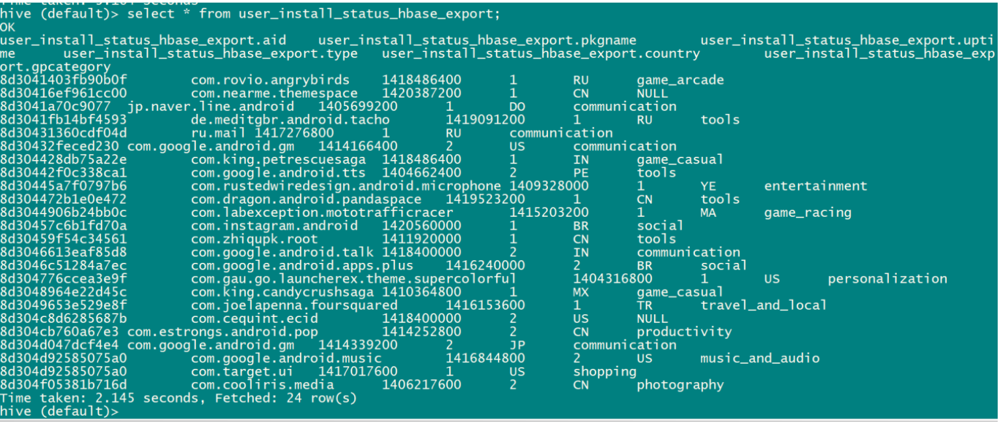 hive (default)> select * from user_install_status_hbase_export;
OK
user_install_status_hbase_export.aid user_install_status_hbase_export.pkgname user_install_status_hbase_export.upti
me user_install_status_hbase_export.type user_install_status_hbase_export.country user_install_status_hbase_exp
ort.gpcategory
8d3041403fb90b0f com.rovio.angrybirds 1418486400 1 RU game_arcade
8d30416ef961cc00 com.nearme.themespace 1420387200 1 CN NULL
8d3041a70c9077 jp.naver.line.android 1405699200 1 DO communication
8d3041fb14bf4593 de.meditgbr.android.tacho 1419091200 1 RU tools
8d30431360cdf04d ru.mail 1417276800 1 RU communication
8d30432feced230 com.google.android.gm 1414166400 2 US communication
8d304428db75a22e com.king.petrescuesaga 1418486400 1 IN game_casual
8d30442f0c338ca1 com.google.android.tts 1404662400 2 PE tools
8d30445a7f0797b6 com.rustedwiredesign.android.microphone 1409328000 1 YE entertainment
8d304472b1e0e472 com.dragon.android.pandaspace 1419523200 1 CN tools
8d3044906b24bb0c com.labexception.mototrafficracer 1415203200 1 MA game_racing
8d30457c6b1fd70a com.instagram.android 1420560000 1 BR social
8d30459f54c34561 com.zhiqupk.root 1411920000 1 CN tools
8d3046613eaf85d8 com.google.android.talk 1418400000 2 IN communication
8d3046c51284a7ec com.google.android.apps.plus 1416240000 2 BR social
8d304776ccea3e9f com.gau.go.launcherex.theme.supercolorful 1404316800 1 US personalization
8d3048964e22d45c com.king.candycrushsaga 1410364800 1 MX game_casual
8d3049653e529e8f com.joelapenna.foursquared 1416153600 1 TR travel_and_local
8d304c8d6285687b com.cequint.ecid 1418400000 2 US NULL
8d304cb760a67e3 com.estrongs.android.pop 1414252800 2 CN productivity
8d304d047dcf4e4 com.google.android.gm 1414339200 2 JP communication
8d304d92585075a0 com.google.android.music 1416844800 2 US music_and_audio
8d304d92585075a0 com.target.ui 1417017600 1 US shopping
8d304f05381b716d com.cooliris.media 1406217600 2 CN photography
Time taken: 2.145 seconds, Fetched: 24 row(s)
hive (default)>